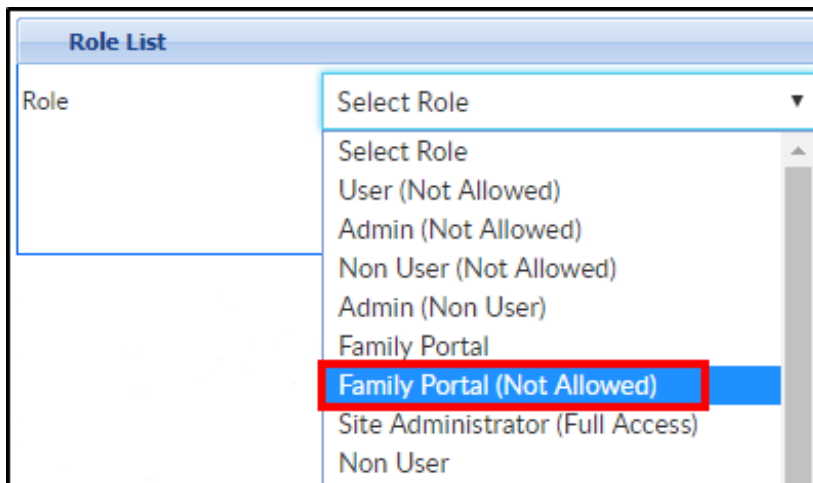 Role List
Role
Select Role
Select Role
User (Not Allowed)
Admin (Not Allowed)
Non User (Not Allowed)
Admin (Non User)
Family Portal
Family Portal (Not Allowed)
Site Administrator (Full Access)
Non User